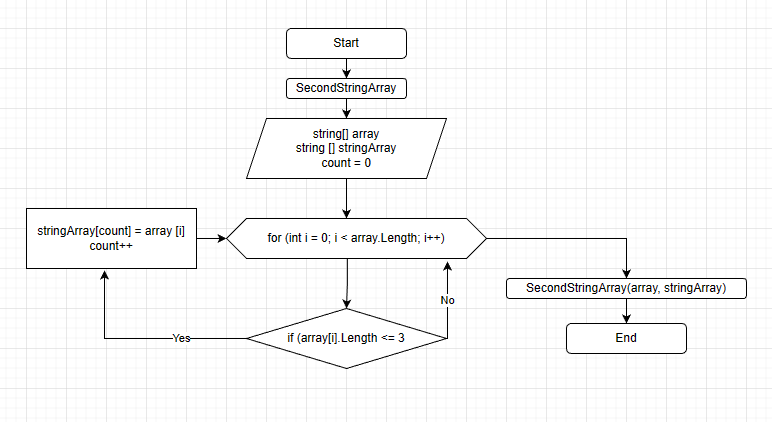 Start
SecondStringArray
string[] array
string [] stringArray
count = 0
stringArray[count] = array [i]
count++
for (int i = 0; i < array.Length; i++)
SecondStringArray(array, stringArray)
No
End
Yes
if (array[i].Length <= 3